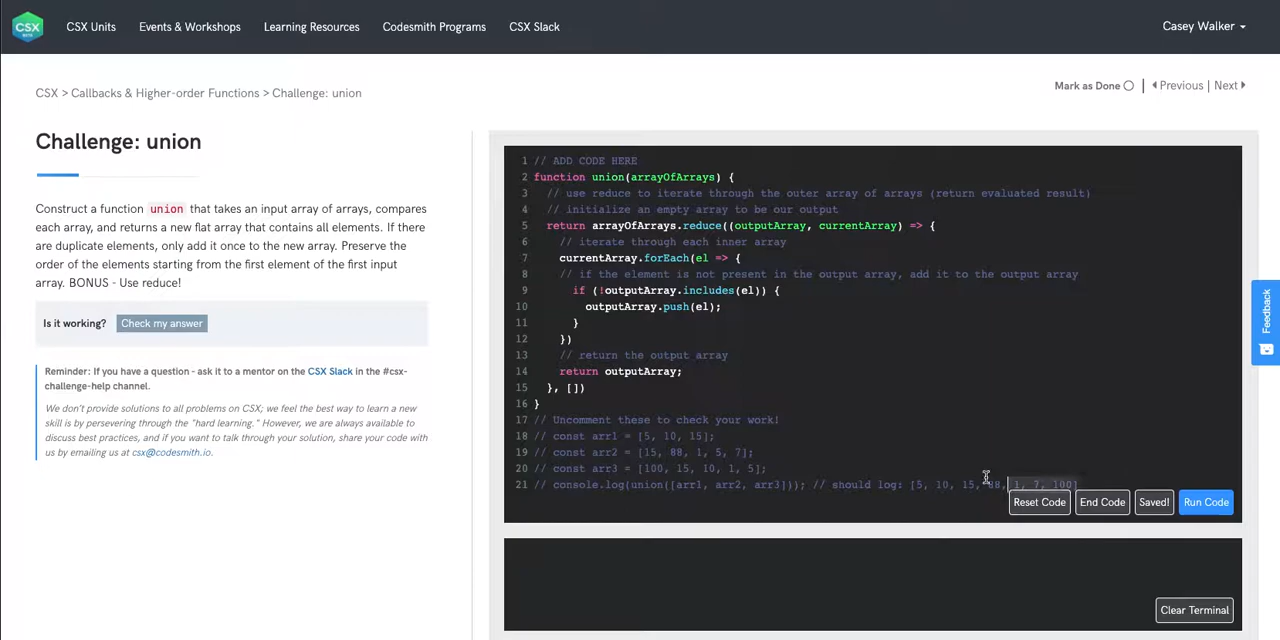 CSX
BETA
CSX Units
Events & Workshops
Learning Resources
Codesmith Programs
CSX Slack
Casey Walker
CSX > Callbacks & Higher-order Functions > Challenge: union
Mark as Done
Previous | Next
Challenge: union
Construct a function union that takes an input array of arrays, compares
each array, and returns a new flat array that contains all elements. If there
are duplicate elements, only add it once to the new array. Preserve the
order of the elements starting from the first element of the first input
array. BONUS - Use reduce!
Is it working? Check my answer
Reminder: If you have a question - ask it to a mentor on the CSX Slack in the #csx-
challenge-help channel.
We don't provide solutions to all problems on CSX; we feel the best way to learn a new
skill is by persevering through the "hard learning." However, we are always available to
discuss best practices, and if you want to talk through your solution, share your code with
us by emailing us at csx@codesmith.io.
1 // ADD CODE HERE
2 function union(arrayOfArrays) {
3 // use reduce to iterate through the outer array of arrays (return evaluated result)
4 // initialize an empty array to be our output
5 return arrayOfArrays.reduce((outputArray, currentArray) => {
6 // iterate through each inner array
7 currentArray.forEach(el => {
8 // if the element is not present in the output array, add it to the output array
9 if (!outputArray.includes(el)) {
10 outputArray.push(el);
11 }
12 })
13 // return the output array
14 return outputArray;
15 }, [])
16 }
17 // Uncomment these to check your work!
18 // const arr1 = [5, 10, 15];
19 // const arr2 = [15, 88, 1, 5, 7];
20 // const arr3 = [100, 15, 10, 1, 5];
21 // console.log(union([arr1, arr2, arr3])); // should log: [5, 10, 15, 88, 1, 7, 100]
Reset Code
End Code
Saved!
Run Code
Clear Terminal
Feedback